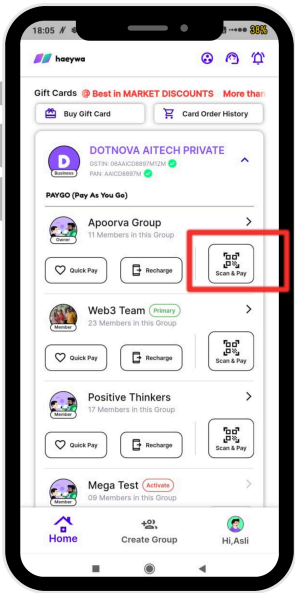 18:05
38%
haeywa
Gift Cards @ Best in MARKET DISCOUNTS More than
Buy Gift Card
Card Order History
D
Business
DOTNOVA AITECH PRIVATE
GSTIN: 06AAICD8897M1ZM
PAN: AAICD8897M
PAYGO (Pay As You Go)
Owner
Apoorva Group
11 Members in this Group
Quick Pay
Recharge
Scan & Pay
Member
Web3 Team Primary
23 Members in this Group
Quick Pay
Recharge
Scan & Pay
Member
Positive Thinkers
17 Members in this Group
Quick Pay
Recharge
Scan & Pay
Member
Mega Test Activate
09 Members in this Group
Home
Create Group
Hi,Asli